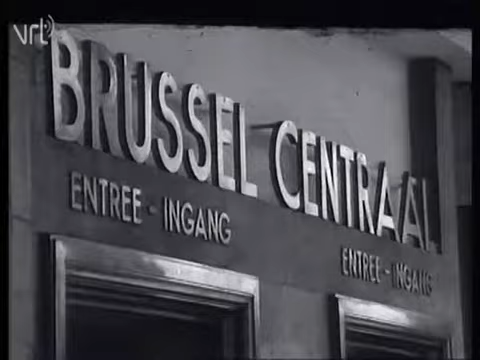 vrt
BRUSSEL CENTRAAL
ENTREE - INGANG
ENTREE - INGANG